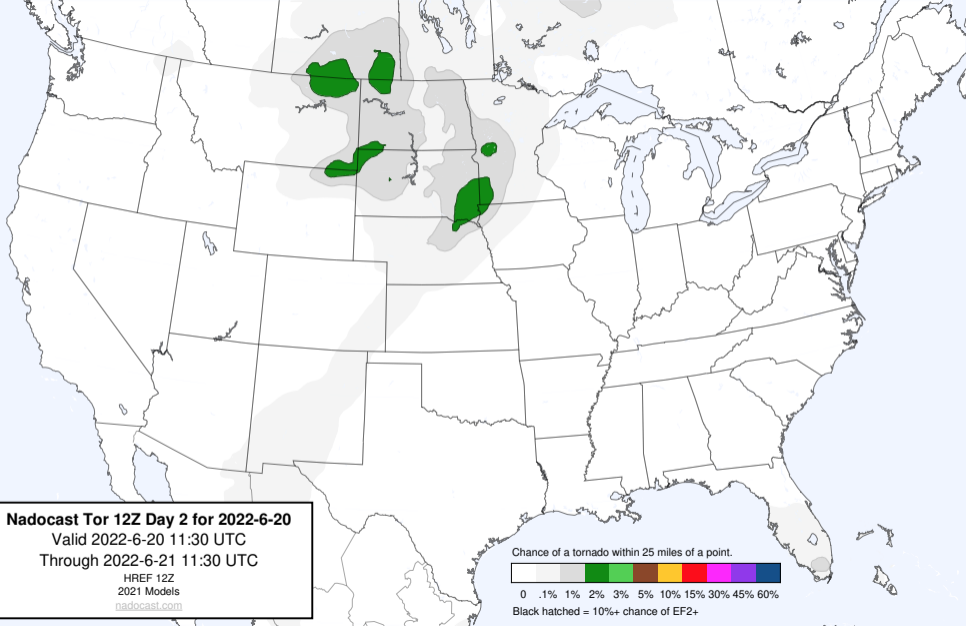 Nadocast Tor 12Z Day 2 for 2022-6-20
Valid 2022-6-20 11:30 UTC
Through 2022-6-21 11:30 UTC
HREF 12Z
2021 Models
nadocast.com
Chance of a tornado within 25 miles of a point.
0 .1% 1% 2% 3% 5% 10% 15% 30% 45% 60%
Black hatched = 10%+ chance of EF2+